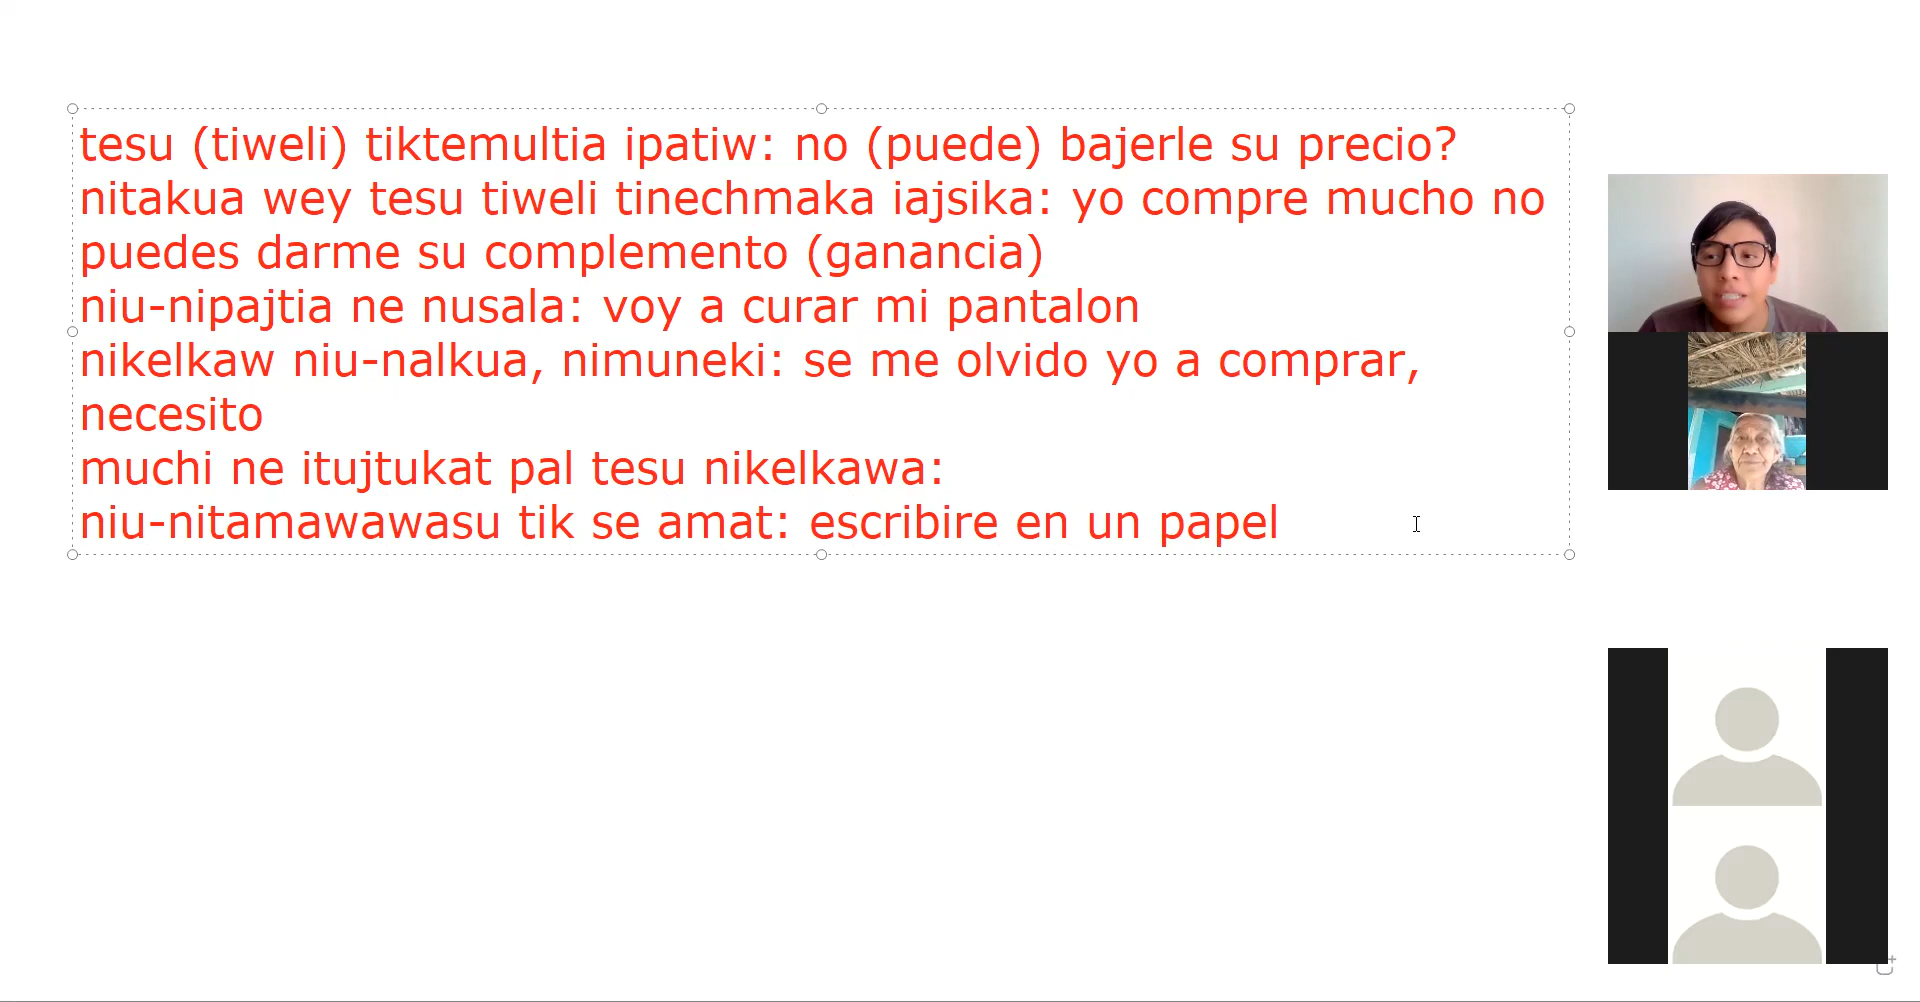 tesu (tiweli) tiktemultia ipatiw: no (puede) bajerle su precio?
nitakua wey tesu tiweli tinechmaka iajsika: yo compre mucho no
puedes darme su complemento (ganancia)
niu-nipajtia ne nusala: voy a curar mi pantalon
nikelkaw niu-nalkua, nimuneki: se me olvido yo a comprar,
necesito
muchi ne itujtukat pal tesu nikelkawa:
niu-nitamawawasu tik se amat: escribire en un papel